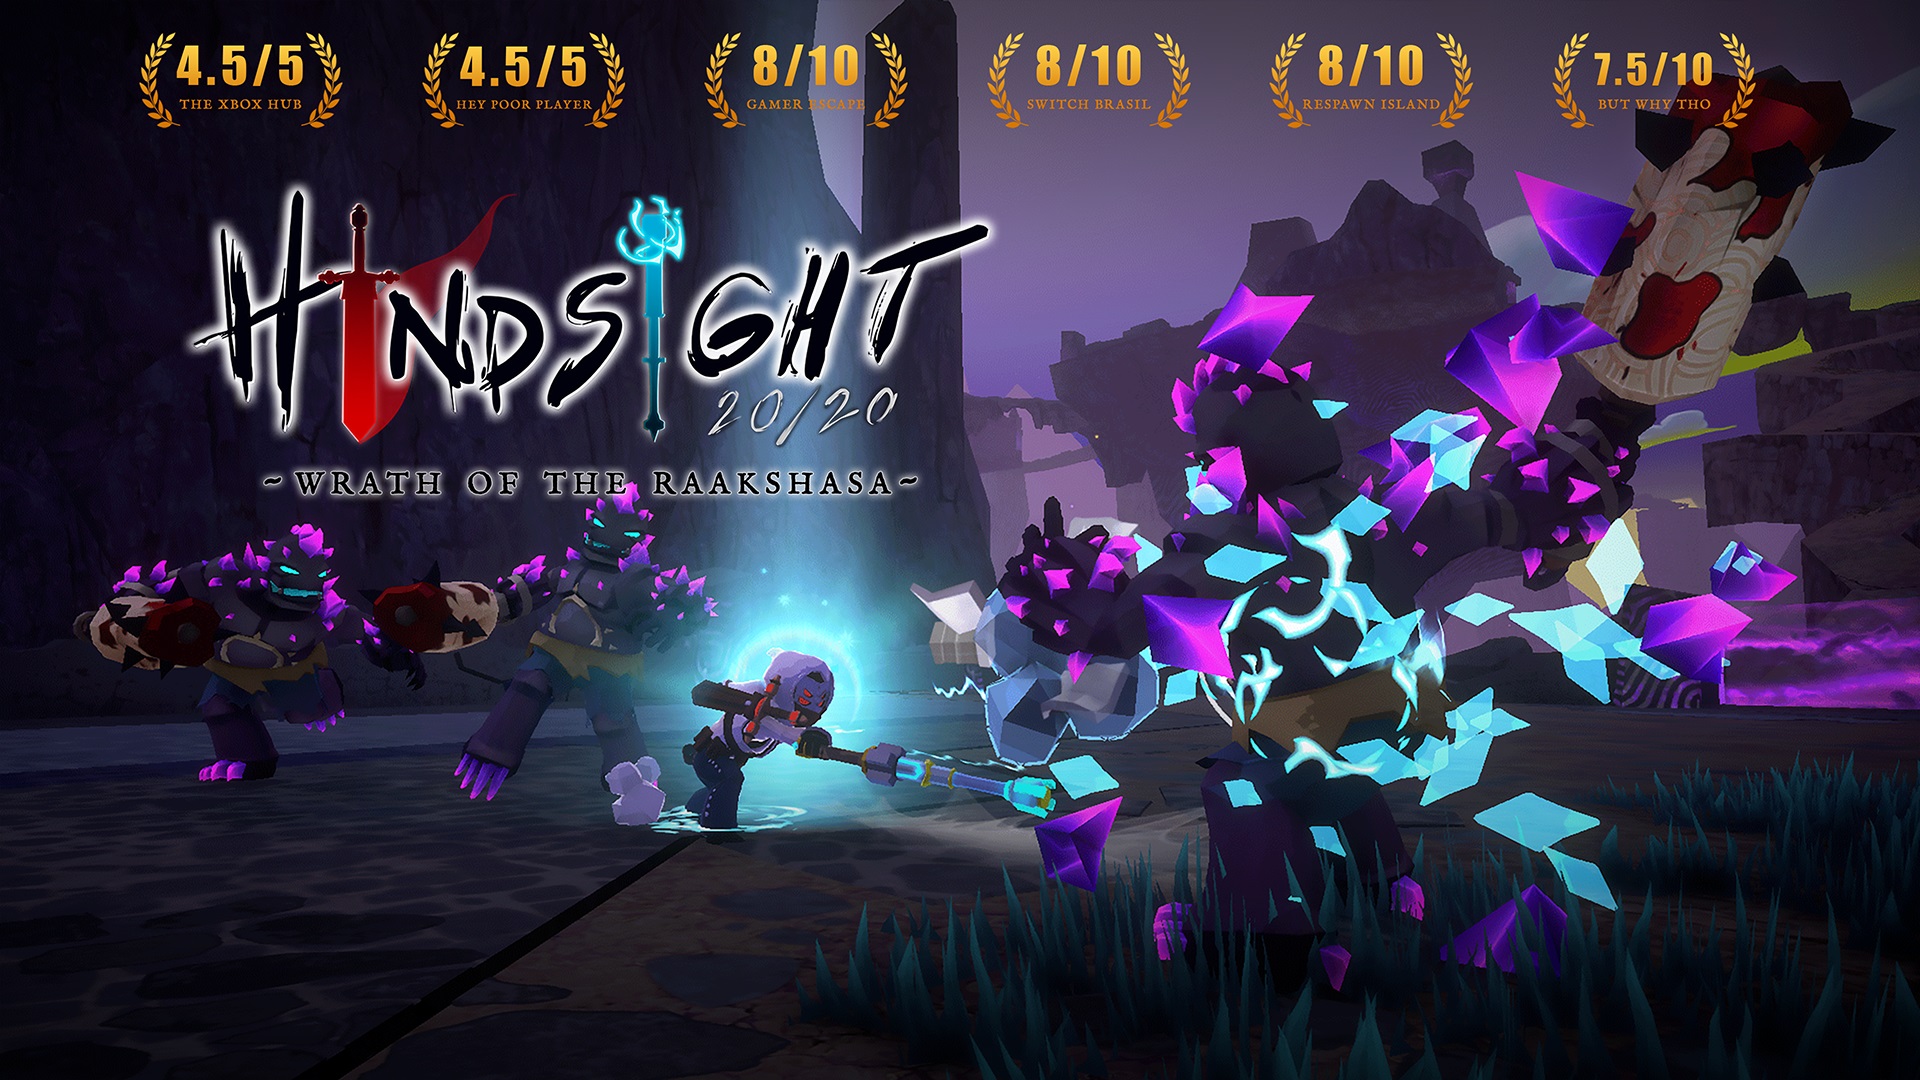 4.5/5
THE XBOX HUB
4.5/5
HEY POOR PLAYER
8/10
GAMER ESCAPE
8/10
SWITCH BRASIL
8/10
RESPAWN ISLAND
7.5/10
BUT WHY THO
HINDSIGHT
20/20
~WRATH OF THE RAAKSHASA~